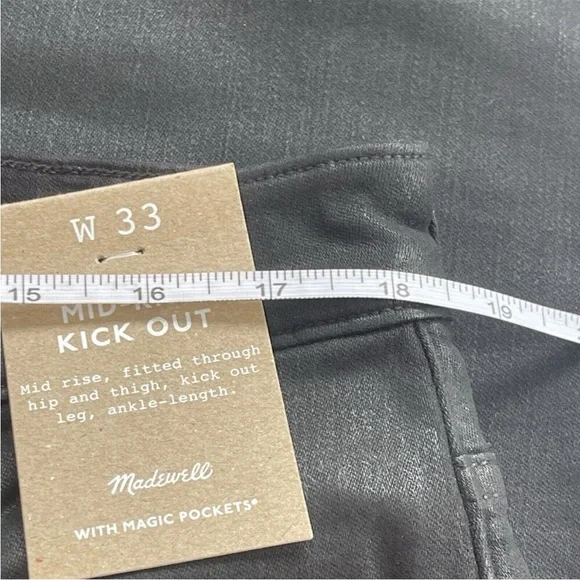 W 33
15 16 17 18 19
KICK OUT
Mid rise, fitted through
hip and thigh, kick out
leg, ankle-length.
Madewell
WITH MAGIC POCKETS®